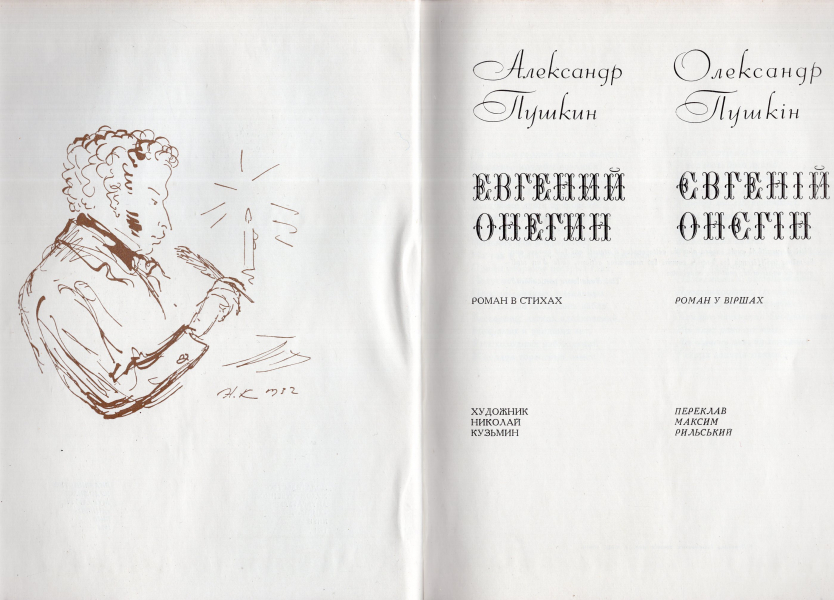 Александр
Пушкин
ЕВГЕНИЙ
ОНЕГИН
РОМАН В СТИХАХ
ХУДОЖНИК
НИКОЛАЙ
КУЗЬМИН
Олександр
Пушкін
ЄВГЕНІЙ
ОНЄГІН
РОМАН У ВІРШАХ
ПЕРЕКЛАВ
МАКСИМ
РИЛЬСЬКИЙ